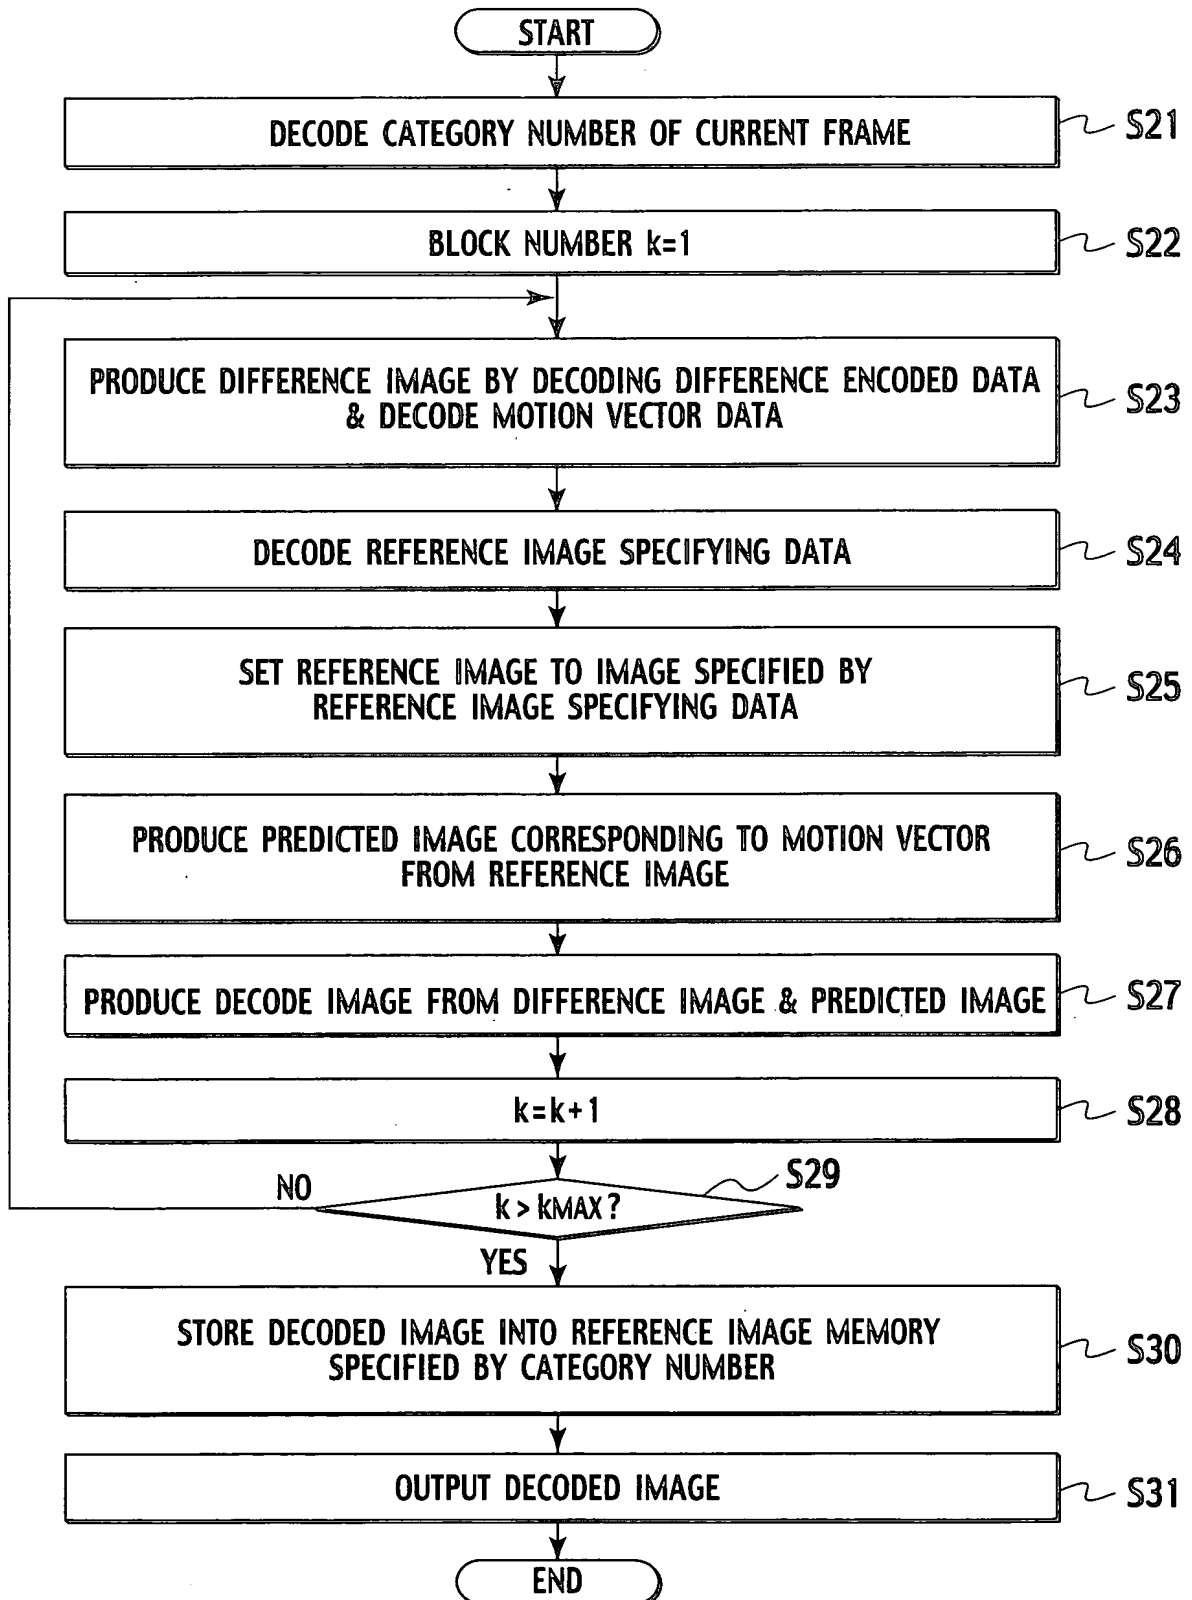 START
DECODE CATEGORY NUMBER OF CURRENT FRAME
S21
BLOCK NUMBER k=1
S22
PRODUCE DIFFERENCE IMAGE BY DECODING DIFFERENCE ENCODED DATA
& DECODE MOTION VECTOR DATA
S23
DECODE REFERENCE IMAGE SPECIFYING DATA
S24
SET REFERENCE IMAGE TO IMAGE SPECIFIED BY
REFERENCE IMAGE SPECIFYING DATA
S25
PRODUCE PREDICTED IMAGE CORRESPONDING TO MOTION VECTOR
FROM REFERENCE IMAGE
S26
PRODUCE DECODE IMAGE FROM DIFFERENCE IMAGE & PREDICTED IMAGE
S27
k=k+1
S28
NO
k > kMAX ?
S29
YES
STORE DECODED IMAGE INTO REFERENCE IMAGE MEMORY
SPECIFIED BY CATEGORY NUMBER
S30
OUTPUT DECODED IMAGE
S31
END